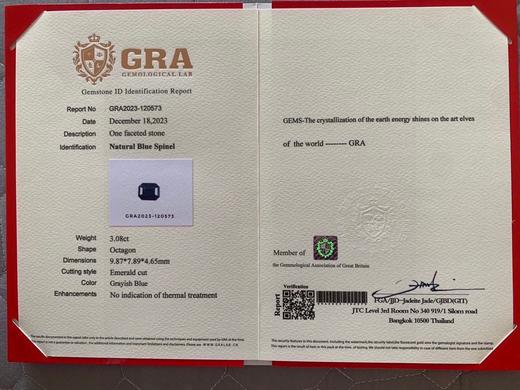 GRA
GEMOLOGICAL LAB
Gemstone ID Identification Report
Report No GRA2023-120573
Date December 18,2023
Description One faceted stone
Identification Natural Blue Spinel
GRA2023-120573
Weight 3.08ct
Shape Octagon
Dimensions 9.87*7.89*4.65mm
Cutting style Emerald cut
Color Grayish Blue
Enhancements No indication of thermal treatment
GEMS-The crystallization of the earth energy shines on the art elves
of the world -------- GRA
Member of
the Gemmological Association of Great Britain
Report
Verification
FGA/JJD-Jadeite Jade/GJBD(GIT)
JTC Level 3rd Room No 340 919/1 Silom road
Bangkok 10500 Thailand